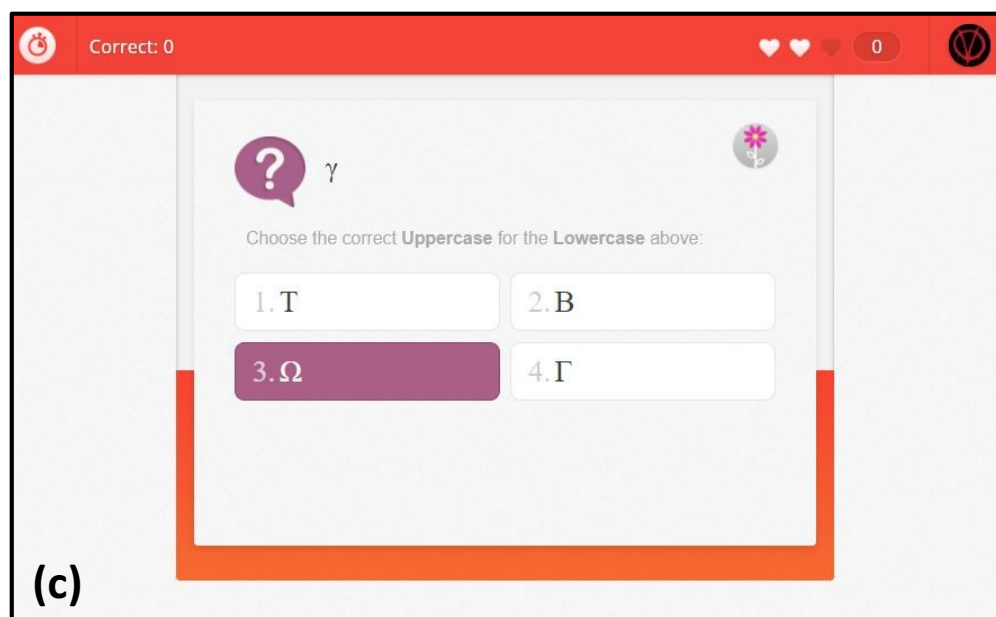 Correct: 0
0
γ
Choose the correct Uppercase for the Lowercase above:
1. Τ
2. Β
3. Ω
4. Γ
(c)